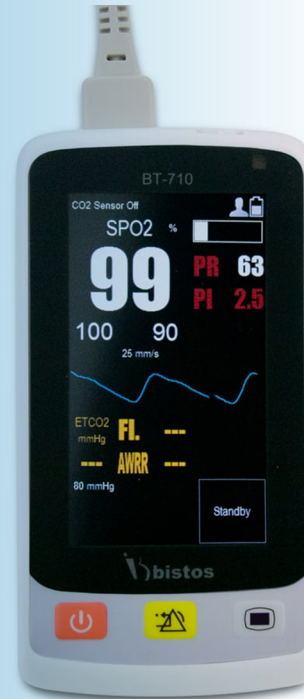 BT-710
CO2 Sensor Off
SPO2 %
99
PR 63
PI 2.5
100 90
25 mm/s
ETCO2
mmHg
FI. ---
--- AWRR ---
80 mmHg
Standby
bistos